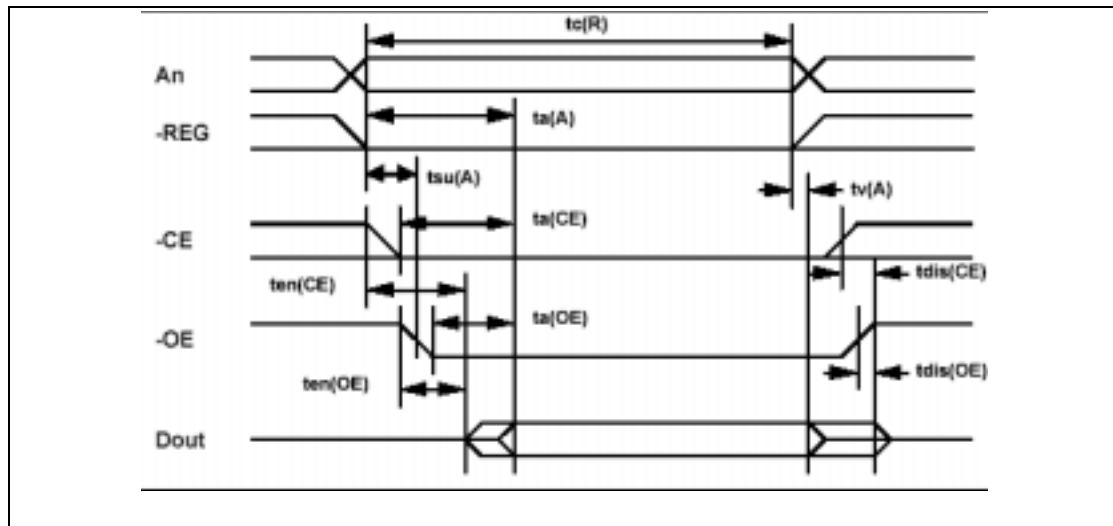 tc(R)
An
ta(A)
-REG
tsu(A)
tv(A)
ta(CE)
-CE
tdis(CE)
ten(CE)
ta(OE)
-OE
tdis(OE)
ten(OE)
Dout